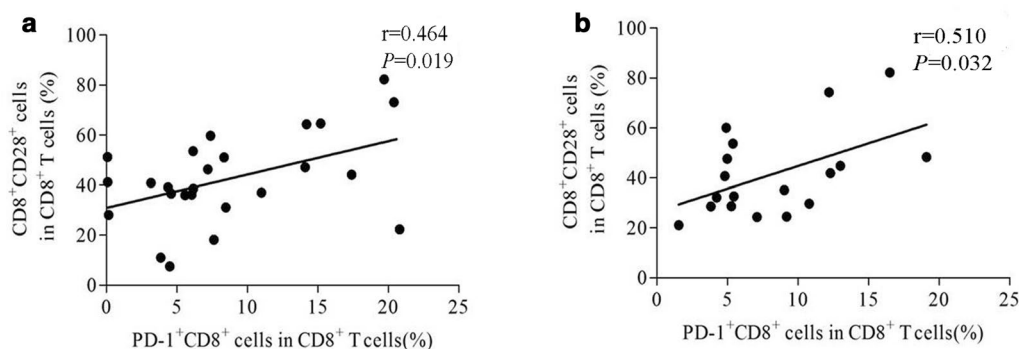 a
r=0.464
P=0.019
CD8⁺CD28⁺ cells
in CD8⁺ T cells (%)
100
80
60
40
20
0
0 5 10 15 20 25
PD-1⁺CD8⁺ cells in CD8⁺ T cells(%)
b
r=0.510
P=0.032
CD8⁺CD28⁺ cells
in CD8⁺ T cells (%)
100
80
60
40
20
0
0 5 10 15 20 25
PD-1⁺CD8⁺ cells in CD8⁺ T cells(%)